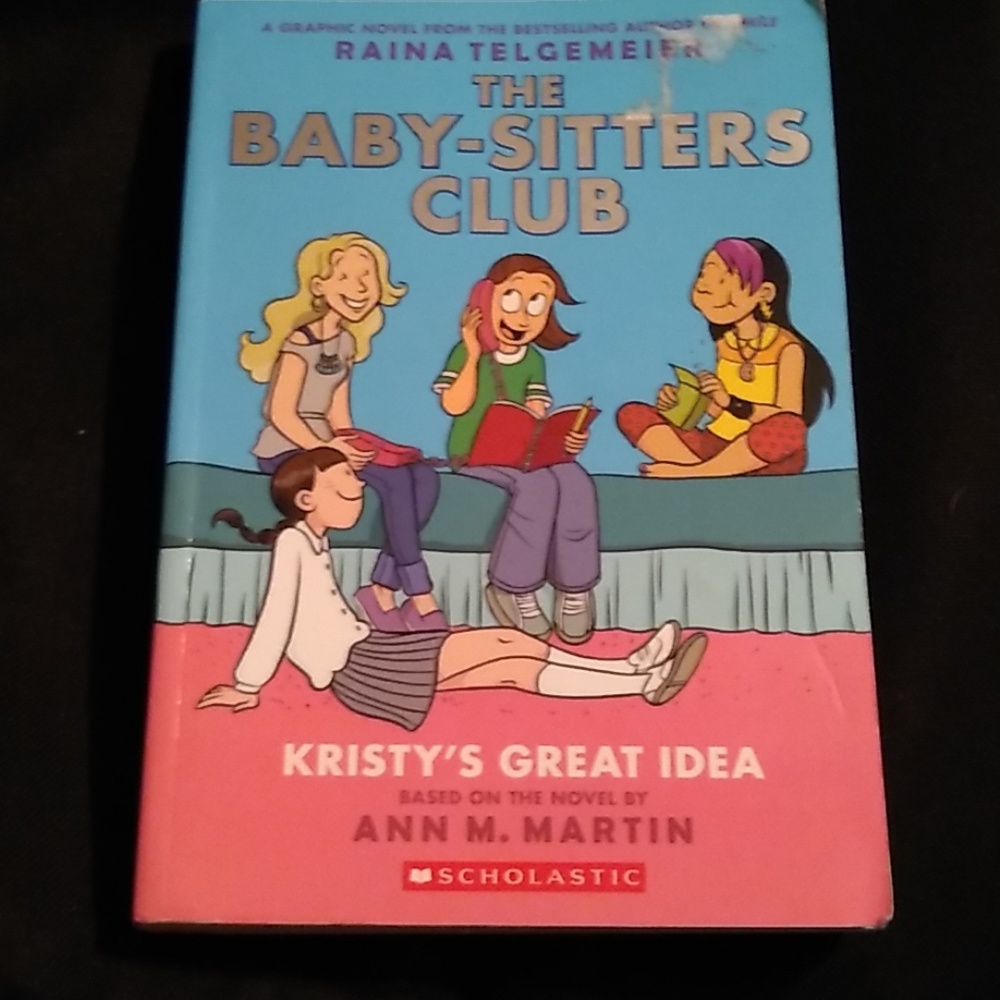 A GRAPHIC NOVEL FROM THE BESTSELLING AUTHOR
RAINA TELGEMEIER
THE
BABY-SITTERS
CLUB
KRISTY'S GREAT IDEA
BASED ON THE NOVEL BY
ANN M. MARTIN
SCHOLASTIC